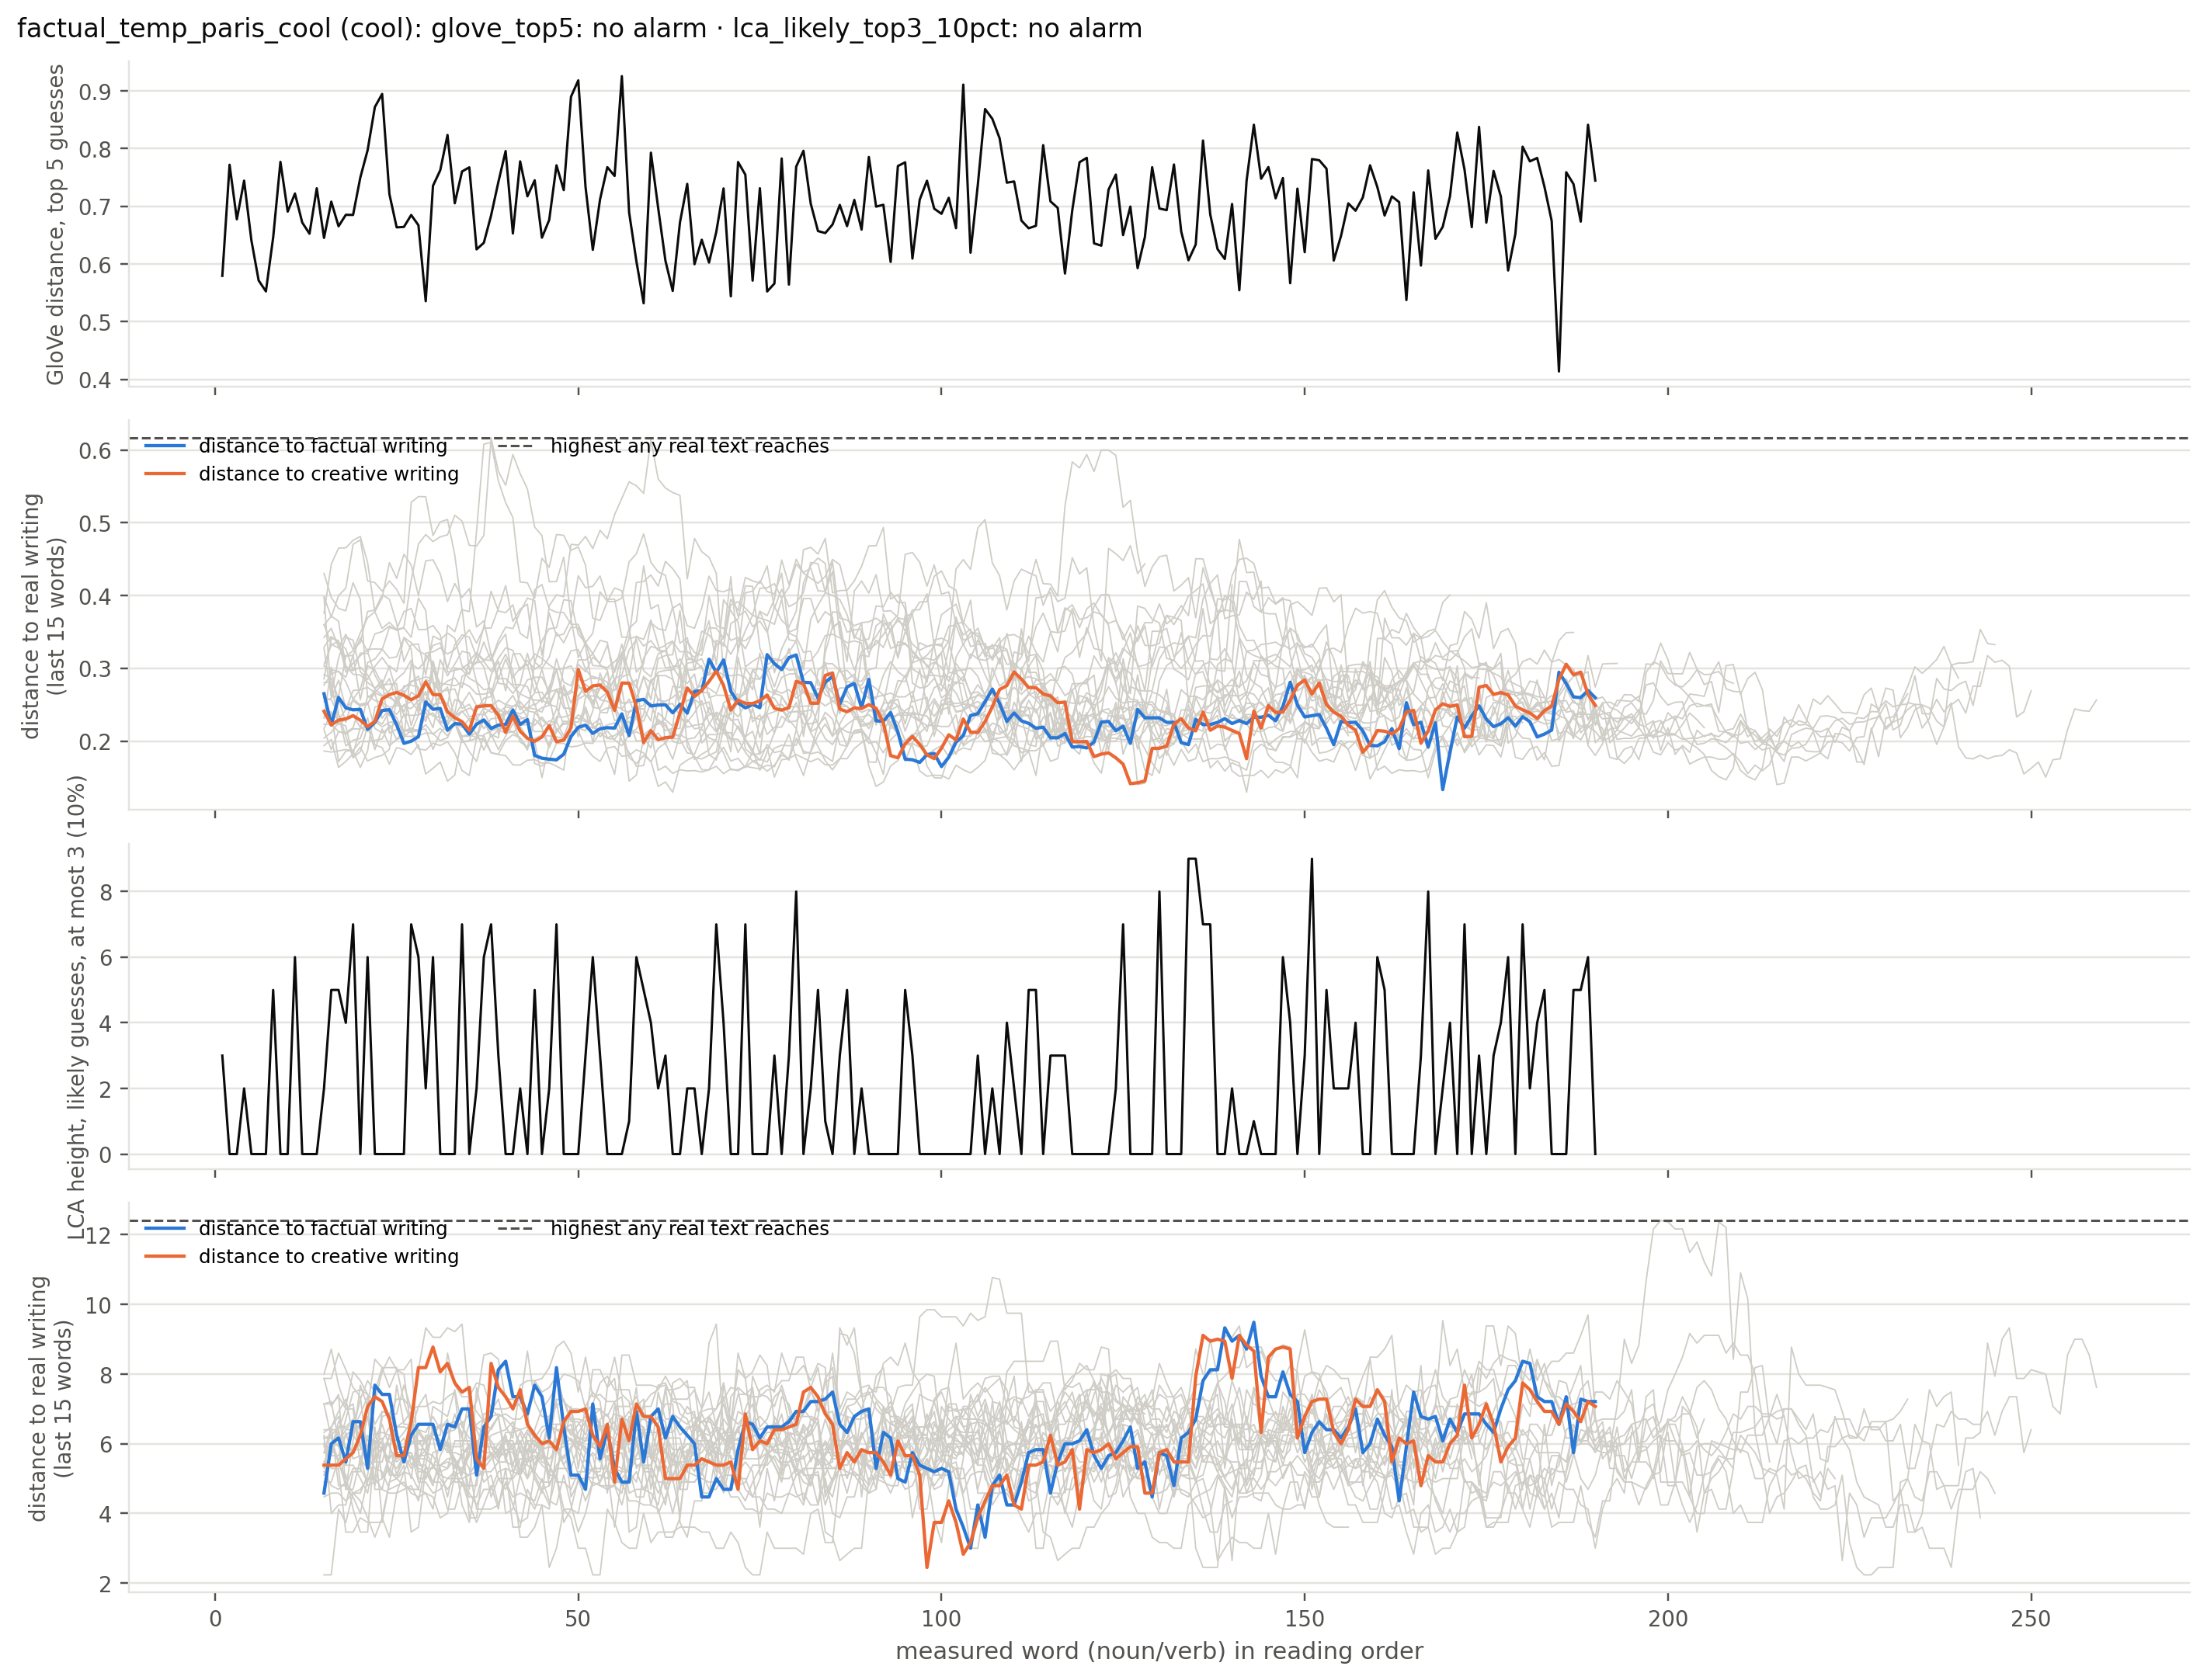 factual_temp_paris_cool (cool): glove_top5: no alarm · lca_likely_top3_10pct: no alarm
GloVe distance, top 5 guesses
0.9
0.8
0.7
0.6
0.5
0.4
distance to real writing
(last 15 words)
0.6
0.5
0.4
0.3
0.2
distance to factual writing
distance to creative writing
highest any real text reaches
LCA height, likely guesses, at most 3 (10%)
8
6
4
2
0
distance to real writing
(last 15 words)
12
10
8
6
4
2
distance to factual writing
distance to creative writing
highest any real text reaches
0 50 100 150 200 250
measured word (noun/verb) in reading order